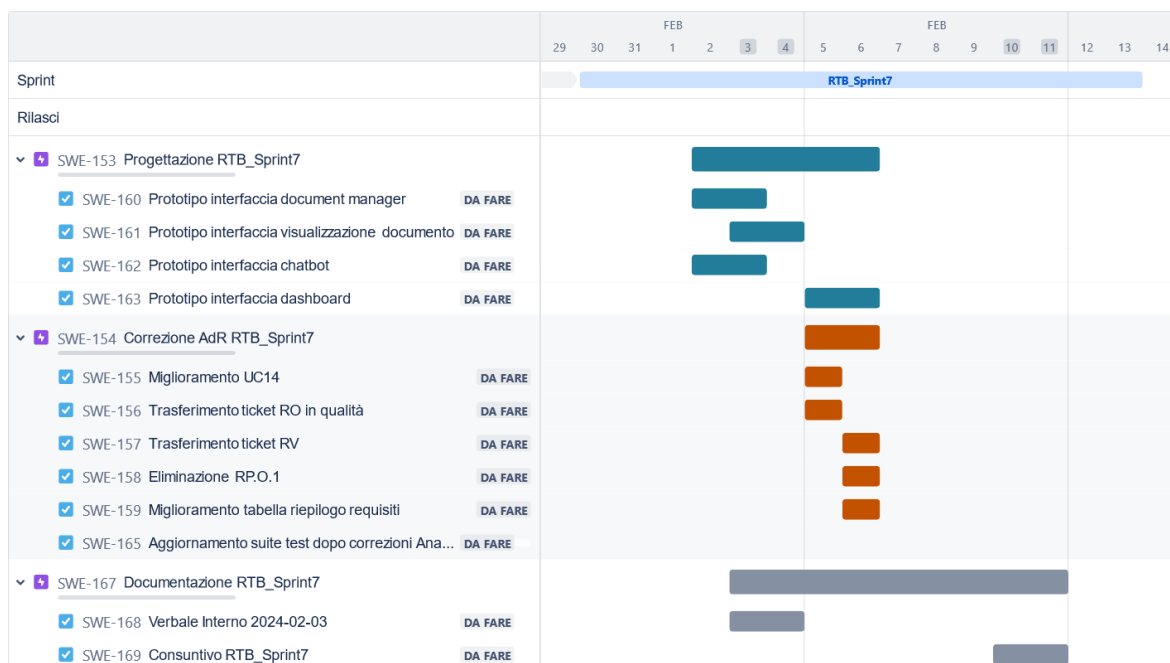 FEB FEB
29 30 31 1 2 3 4 5 6 7 8 9 10 11 12 13 14
Sprint RTB_Sprint7
Rilasci
SWE-153 Progettazione RTB_Sprint7
SWE-160 Prototipo interfaccia document manager DA FARE
SWE-161 Prototipo interfaccia visualizzazione documento DA FARE
SWE-162 Prototipo interfaccia chatbot DA FARE
SWE-163 Prototipo interfaccia dashboard DA FARE
SWE-154 Correzione AdR RTB_Sprint7
SWE-155 Miglioramento UC14 DA FARE
SWE-156 Trasferimento ticket RO in qualità DA FARE
SWE-157 Trasferimento ticket RV DA FARE
SWE-158 Eliminazione RP.O.1 DA FARE
SWE-159 Miglioramento tabella riepilogo requisiti DA FARE
SWE-165 Aggiornamento suite test dopo correzioni Ana... DA FARE
SWE-167 Documentazione RTB_Sprint7
SWE-168 Verbale Interno 2024-02-03 DA FARE
SWE-169 Consuntivo RTB_Sprint7 DA FARE